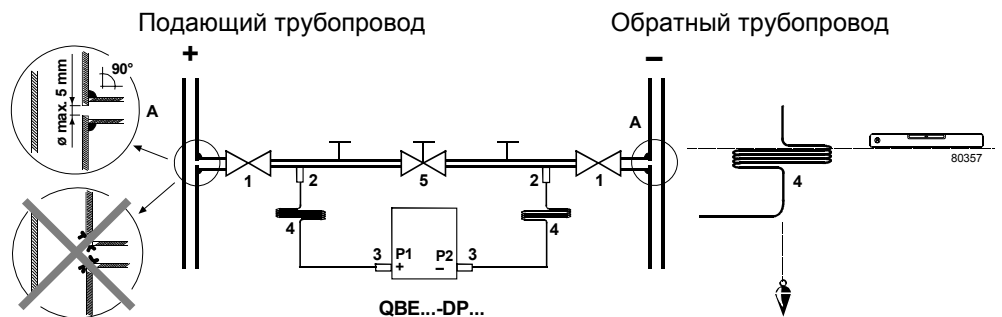 Подающий трубопровод Обратный трубопровод
+ −
90°
ø max. 5 mm
A A
80357
1 2 5 2 1 4
4 4
3 P1 P2 3
+ −
QBE...-DP...